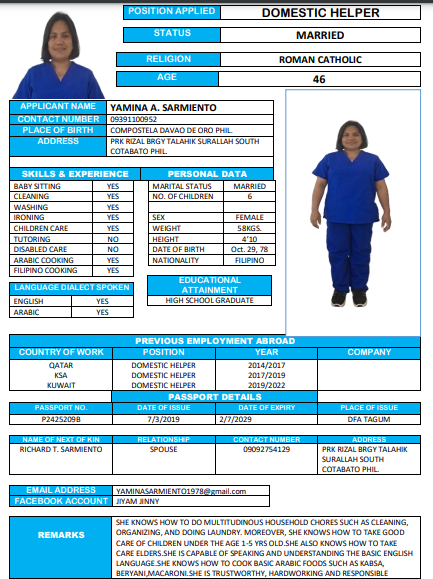 POSITION APPLIED DOMESTIC HELPER
STATUS MARRIED
RELIGION ROMAN CATHOLIC
AGE 46
APPLICANT NAME YAMINA A. SARMIENTO
CONTACT NUMBER 09391100952
PLACE OF BIRTH COMPOSTELA DAVAO DE ORO PHIL.
ADDRESS PRK RIZAL BRGY TALAHIK SURALLAH SOUTH
COTABATO PHIL.
SKILLS & EXPERIENCE
BABY SITTING YES
CLEANING YES
WASHING YES
IRONING YES
CHILDREN CARE YES
TUTORING NO
DISABLED CARE NO
ARABIC COOKING YES
FILIPINO COOKING YES
PERSONAL DATA
MARITAL STATUS MARRIED
NO. OF CHILDREN 6
SEX FEMALE
WEIGHT 58KGS.
HEIGHT 4'10
DATE OF BIRTH Oct. 29, 78
NATIONALITY FILIPINO
LANGUAGE DIALECT SPOKEN
ENGLISH YES
ARABIC YES
EDUCATIONAL
ATTAINMENT
HIGH SCHOOL GRADUATE
PREVIOUS EMPLOYMENT ABROAD
COUNTRY OF WORK POSITION YEAR COMPANY
QATAR DOMESTIC HELPER 2014/2017
KSA DOMESTIC HELPER 2017/2019
KUWAIT DOMESTIC HELPER 2019/2022
PASSPORT DETAILS
PASSPORT NO. DATE OF ISSUE DATE OF EXPIRY PLACE OF ISSUE
P2425209B 7/3/2019 2/7/2029 DFA TAGUM
NAME OF NEXT OF KIN RELATIONSHIP CONTACT NUMBER ADDRESS
RICHARD T. SARMIENTO SPOUSE 09092754129 PRK RIZAL BRGY TALAHIK
SURALLAH SOUTH
COTABATO PHIL.
EMAIL ADDRESS YAMINASARMIENTO1978@gmail.com
FACEBOOK ACCOUNT JIYAM JINNY
REMARKS
SHE KNOWS HOW TO DO MULTITUDINOUS HOUSEHOLD CHORES SUCH AS CLEANING,
ORGANIZING, AND DOING LAUNDRY. MOREOVER, SHE KNOWS HOW TO TAKE GOOD
CARE OF CHILDREN UNDER THE AGE 1-5 YRS OLD.SHE ALSO KNOWS HOW TO TAKE
CARE ELDERS.SHE IS CAPABLE OF SPEAKING AND UNDERSTANDING THE BASIC ENGLISH
LANGUAGE.SHE KNOWS HOW TO COOK BASIC ARABIC FOODS SUCH AS KABSA,
BERYANI,MACARONI.SHE IS TRUSTWORTHY, HARDWORKING AND RESPONSIBLE